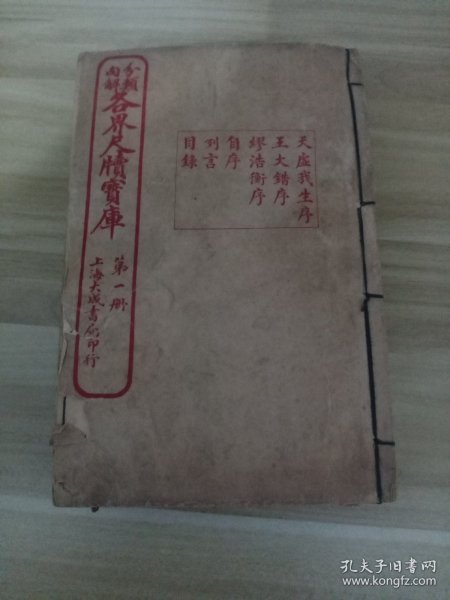 分類
句解
各界尺牘寶庫
第一册
上海大成書局印行
天虛我生序
王大錯序
繆浩衡序
自序
列言
目錄
孔夫子旧书网
www.kongfz.com